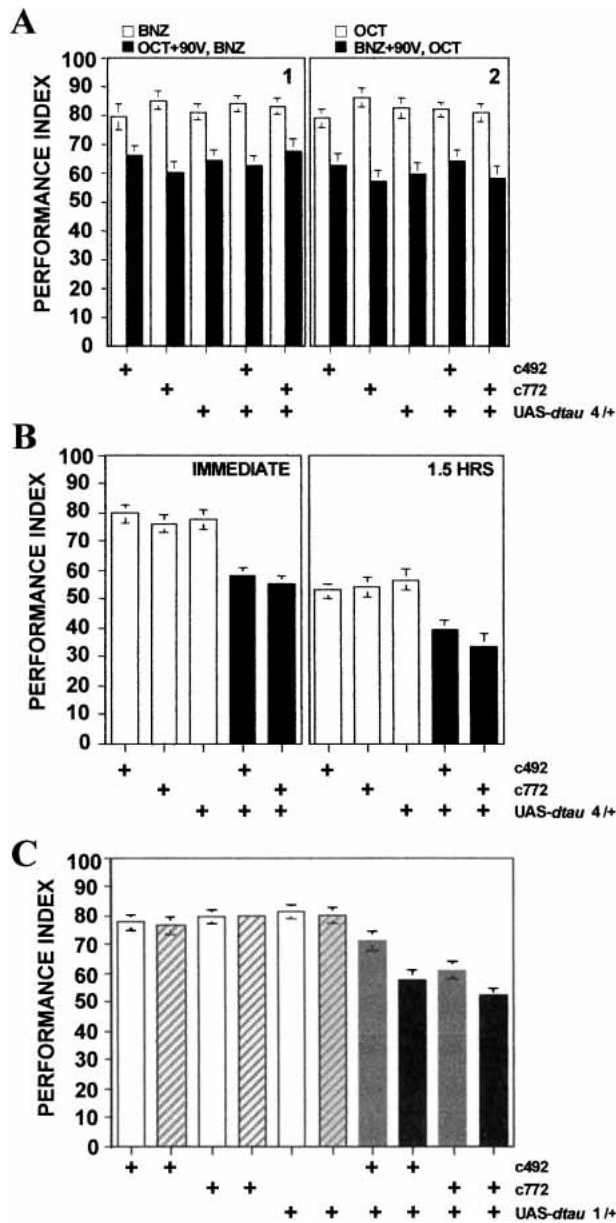 A
BNZ
OCT+90V, BNZ
OCT
BNZ+90V, OCT
PERFORMANCE INDEX
100
90
80
70
60
50
40
30
20
10
0
1
2
+ + c492
+ + c772
+ + + UAS-dtau 4/+
+ +
+ +
+ + +
B
PERFORMANCE INDEX
100
90
80
70
60
50
40
30
20
10
0
IMMEDIATE
1.5 HRS
+ + + + c492
+ + + + c772
+ + + + + + UAS-dtau 4/+
C
PERFORMANCE INDEX
100
90
80
70
60
50
40
30
20
10
0
+ + + + c492
+ + + + c772
+ + + + + + UAS-dtau 1/+